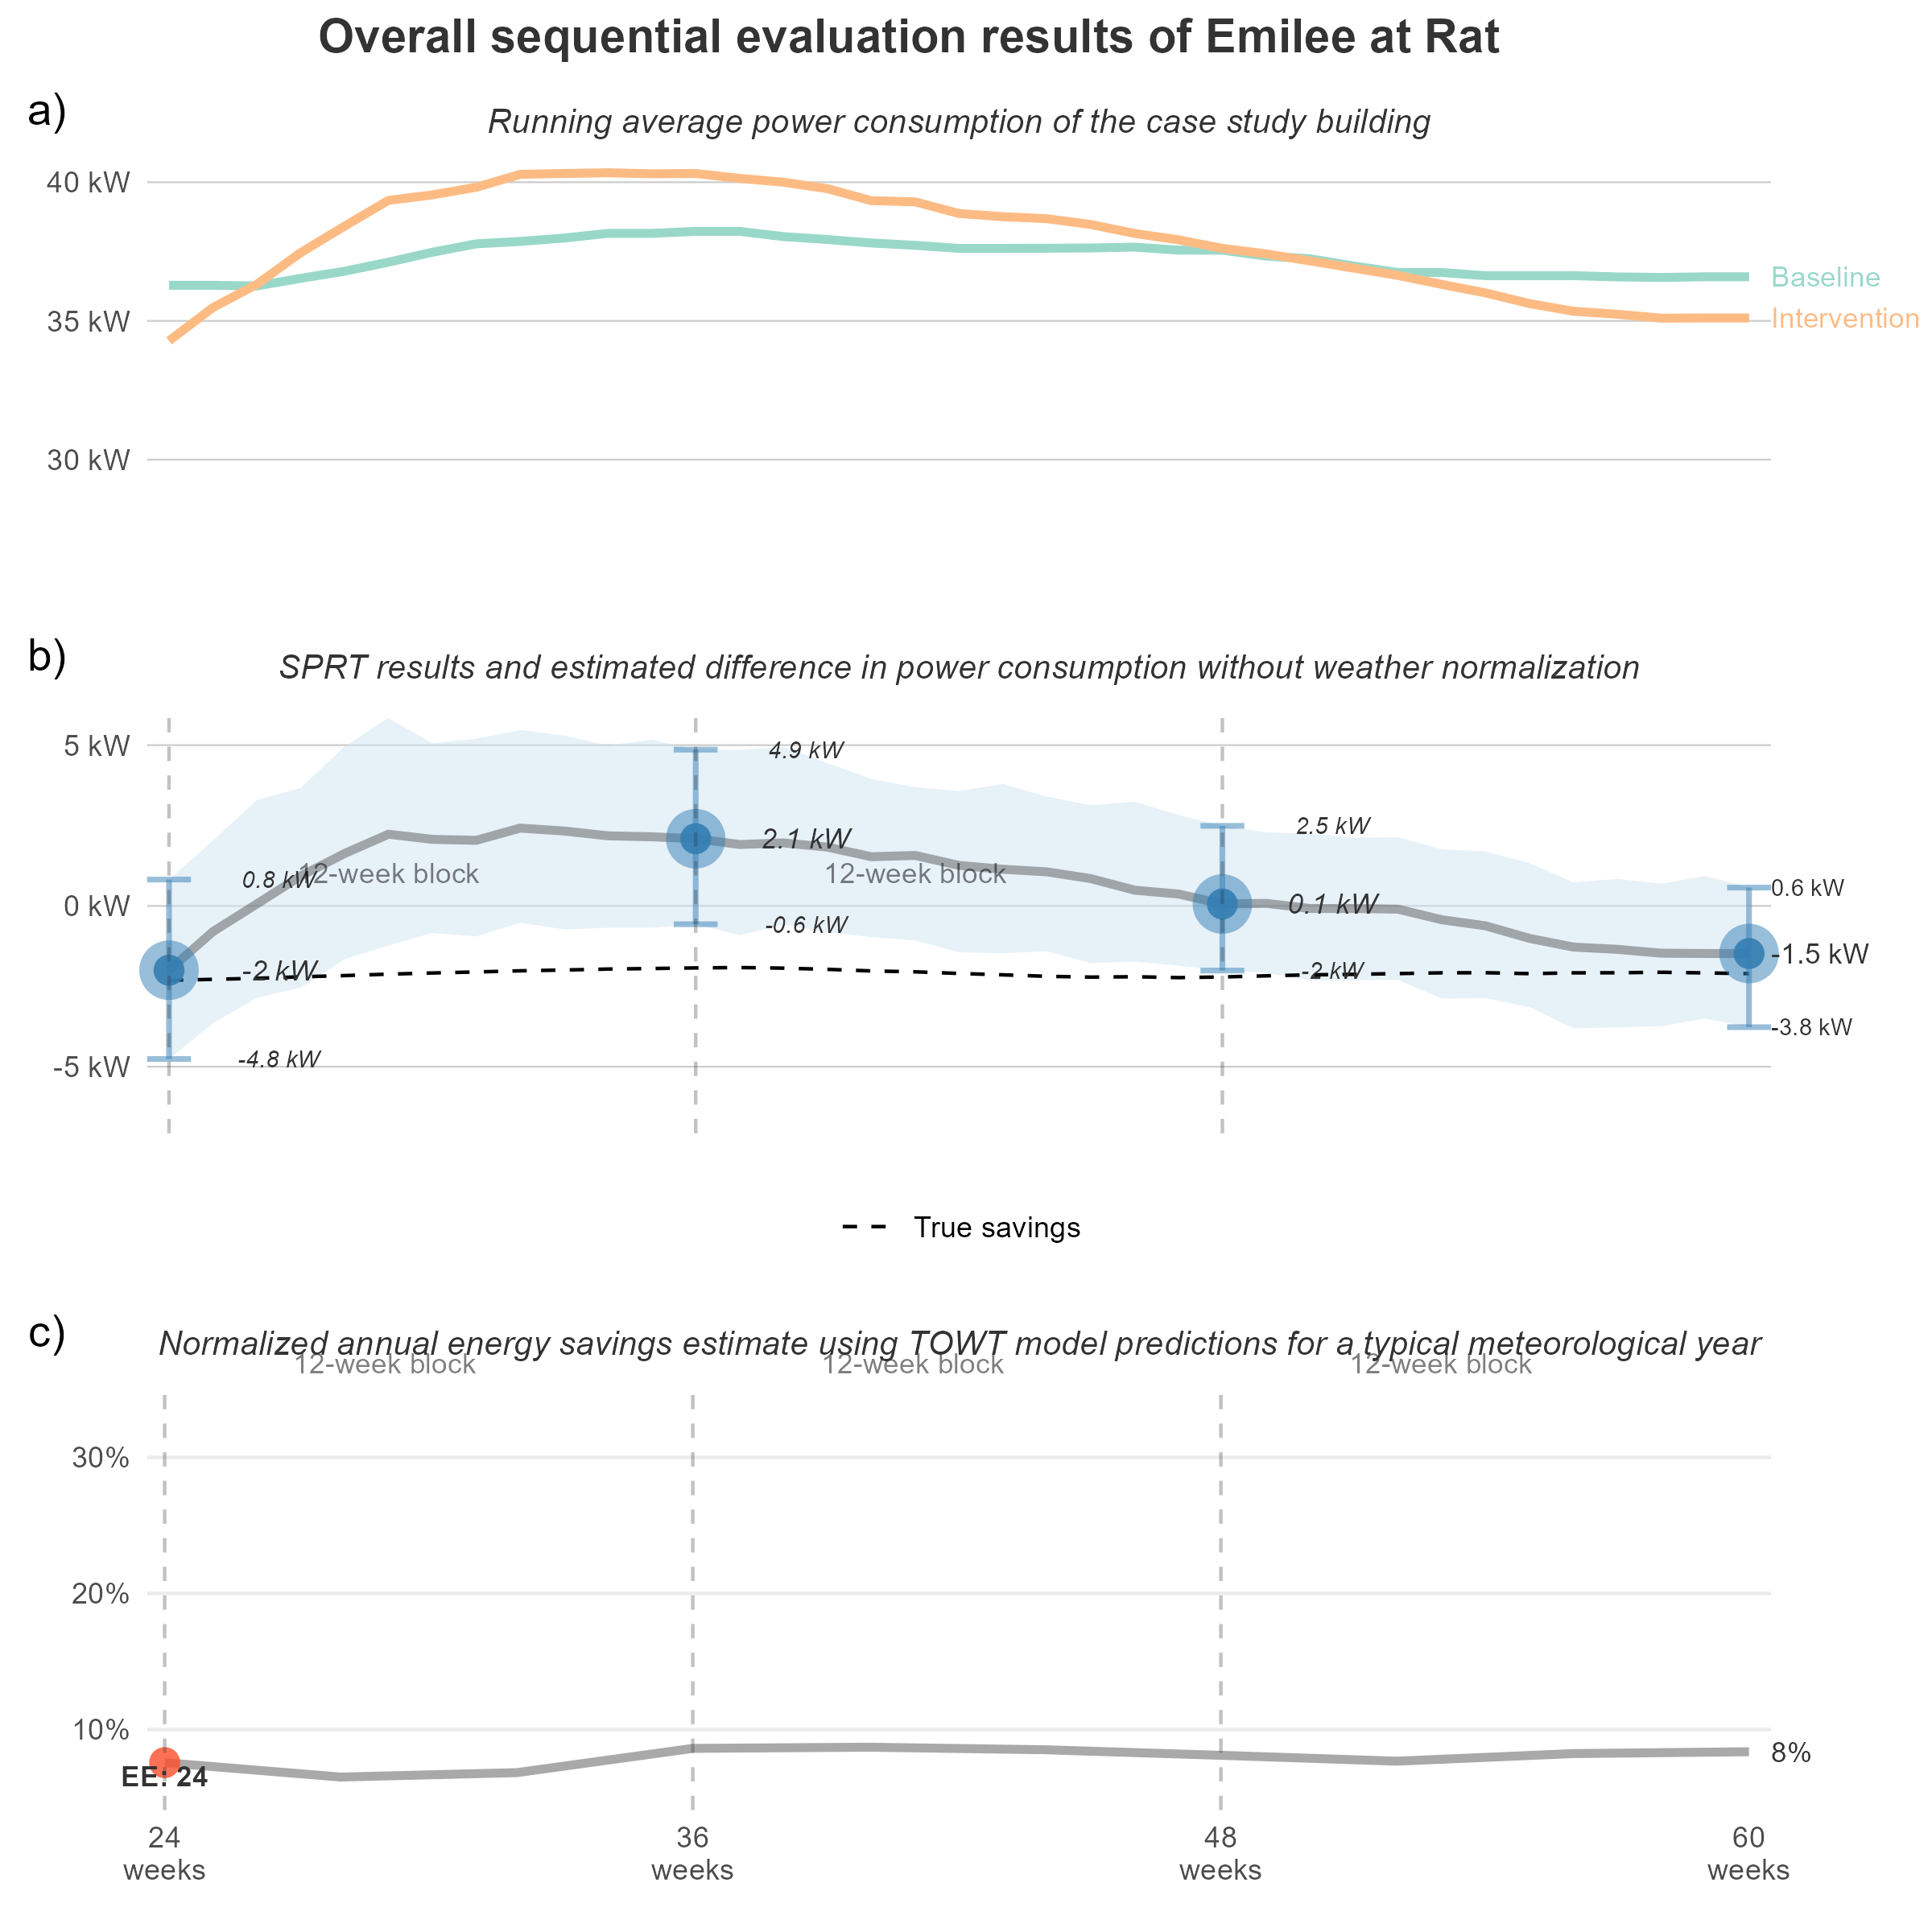 Overall sequential evaluation results of Emilee at Rat
a)
Running average power consumption of the case study building
40 kW
35 kW
30 kW
Baseline
Intervention
b)
SPRT results and estimated difference in power consumption without weather normalization
5 kW
0 kW
-5 kW
0.8 kW
-2 kW
-4.8 kW
12-week block
4.9 kW
2.1 kW
-0.6 kW
12-week block
2.5 kW
0.1 kW
-2 kW
0.6 kW
-1.5 kW
-3.8 kW
True savings
c)
Normalized annual energy savings estimate using TOWT model predictions for a typical meteorological year
12-week block
12-week block
12-week block
30%
20%
10%
EE: 24
8%
24
weeks
36
weeks
48
weeks
60
weeks